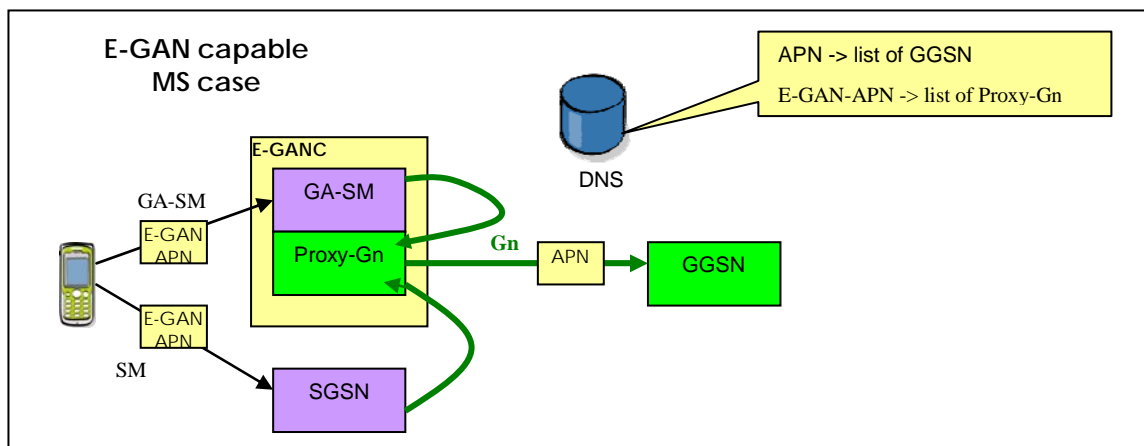 E-GAN capable
MS case
APN -> list of GGSN
E-GAN-APN -> list of Proxy-Gn
DNS
E-GANC
GA-SM
GA-SM
E-GAN
APN
Proxy-Gn
Gn
APN
GGSN
E-GAN
APN
SM
SGSN